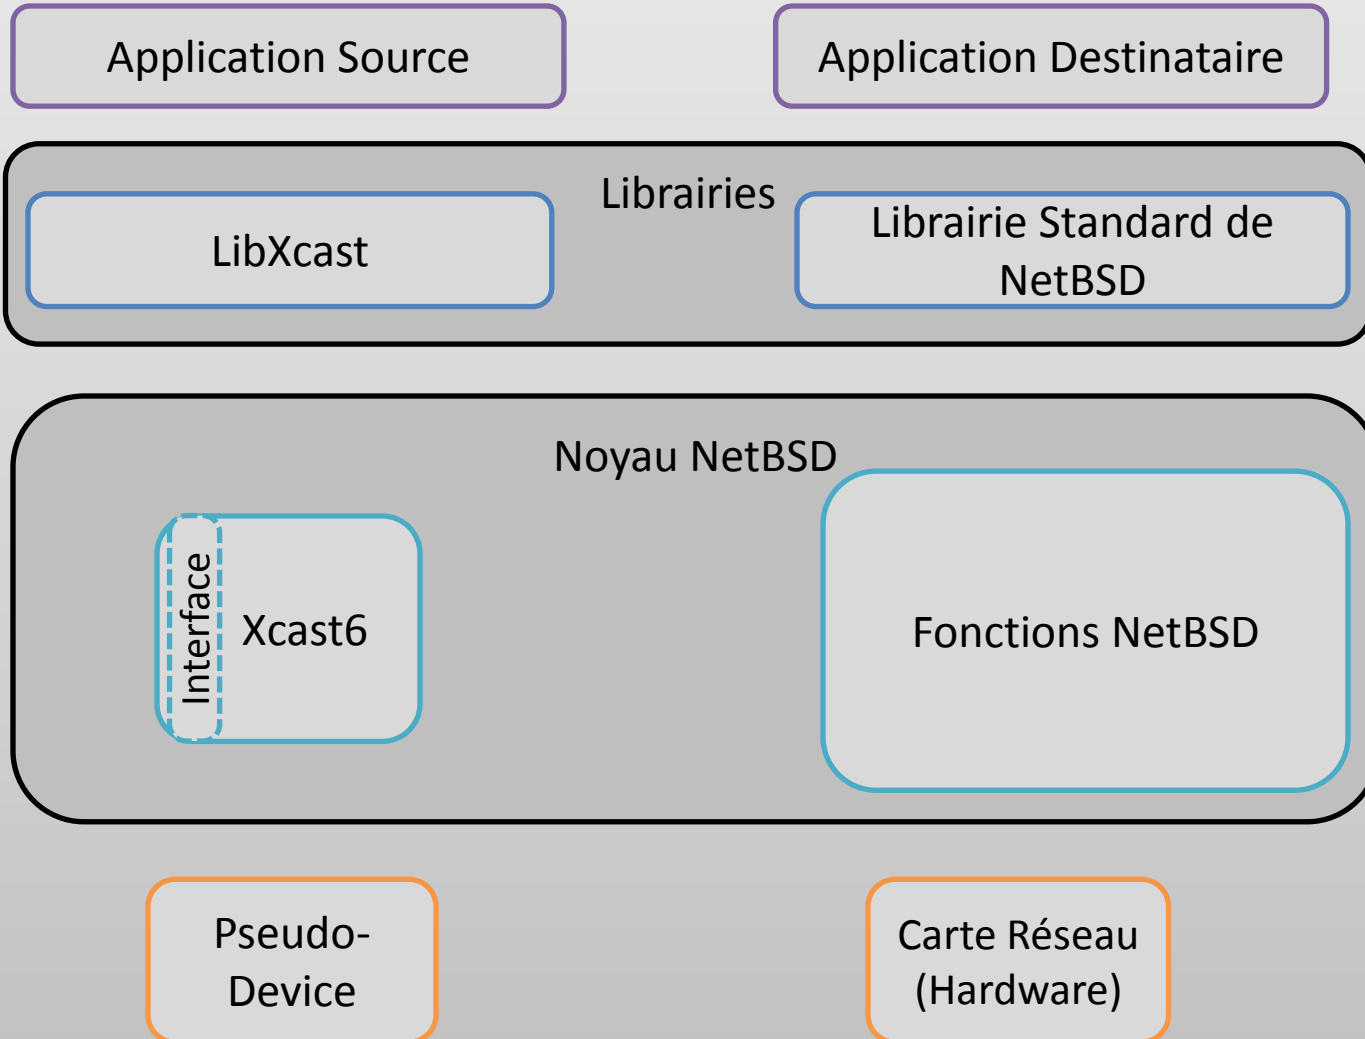 Application Source
Application Destinataire
Librairies
LibXcast
Librairie Standard de
NetBSD
Noyau NetBSD
Interface
Xcast6
Fonctions NetBSD
Pseudo-
Device
Carte Réseau
(Hardware)